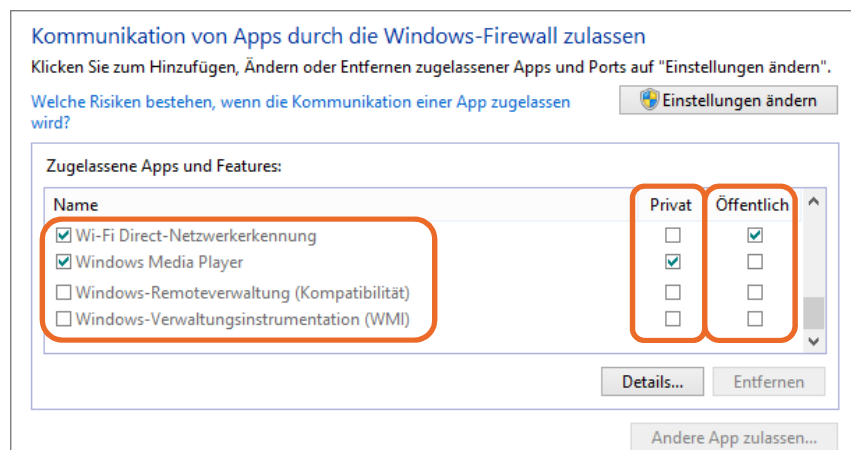 Kommunikation von Apps durch die Windows-Firewall zulassen
Klicken Sie zum Hinzufügen, Ändern oder Entfernen zugelassener Apps und Ports auf "Einstellungen ändern".
Welche Risiken bestehen, wenn die Kommunikation einer App zugelassen
wird?
Einstellungen ändern
Zugelassene Apps und Features:
Name Privat Öffentlich
Wi-Fi Direct-Netzwerkerkennung
Windows Media Player
Windows-Remoteverwaltung (Kompatibilität)
Windows-Verwaltungsinstrumentation (WMI)
Details... Entfernen
Andere App zulassen...